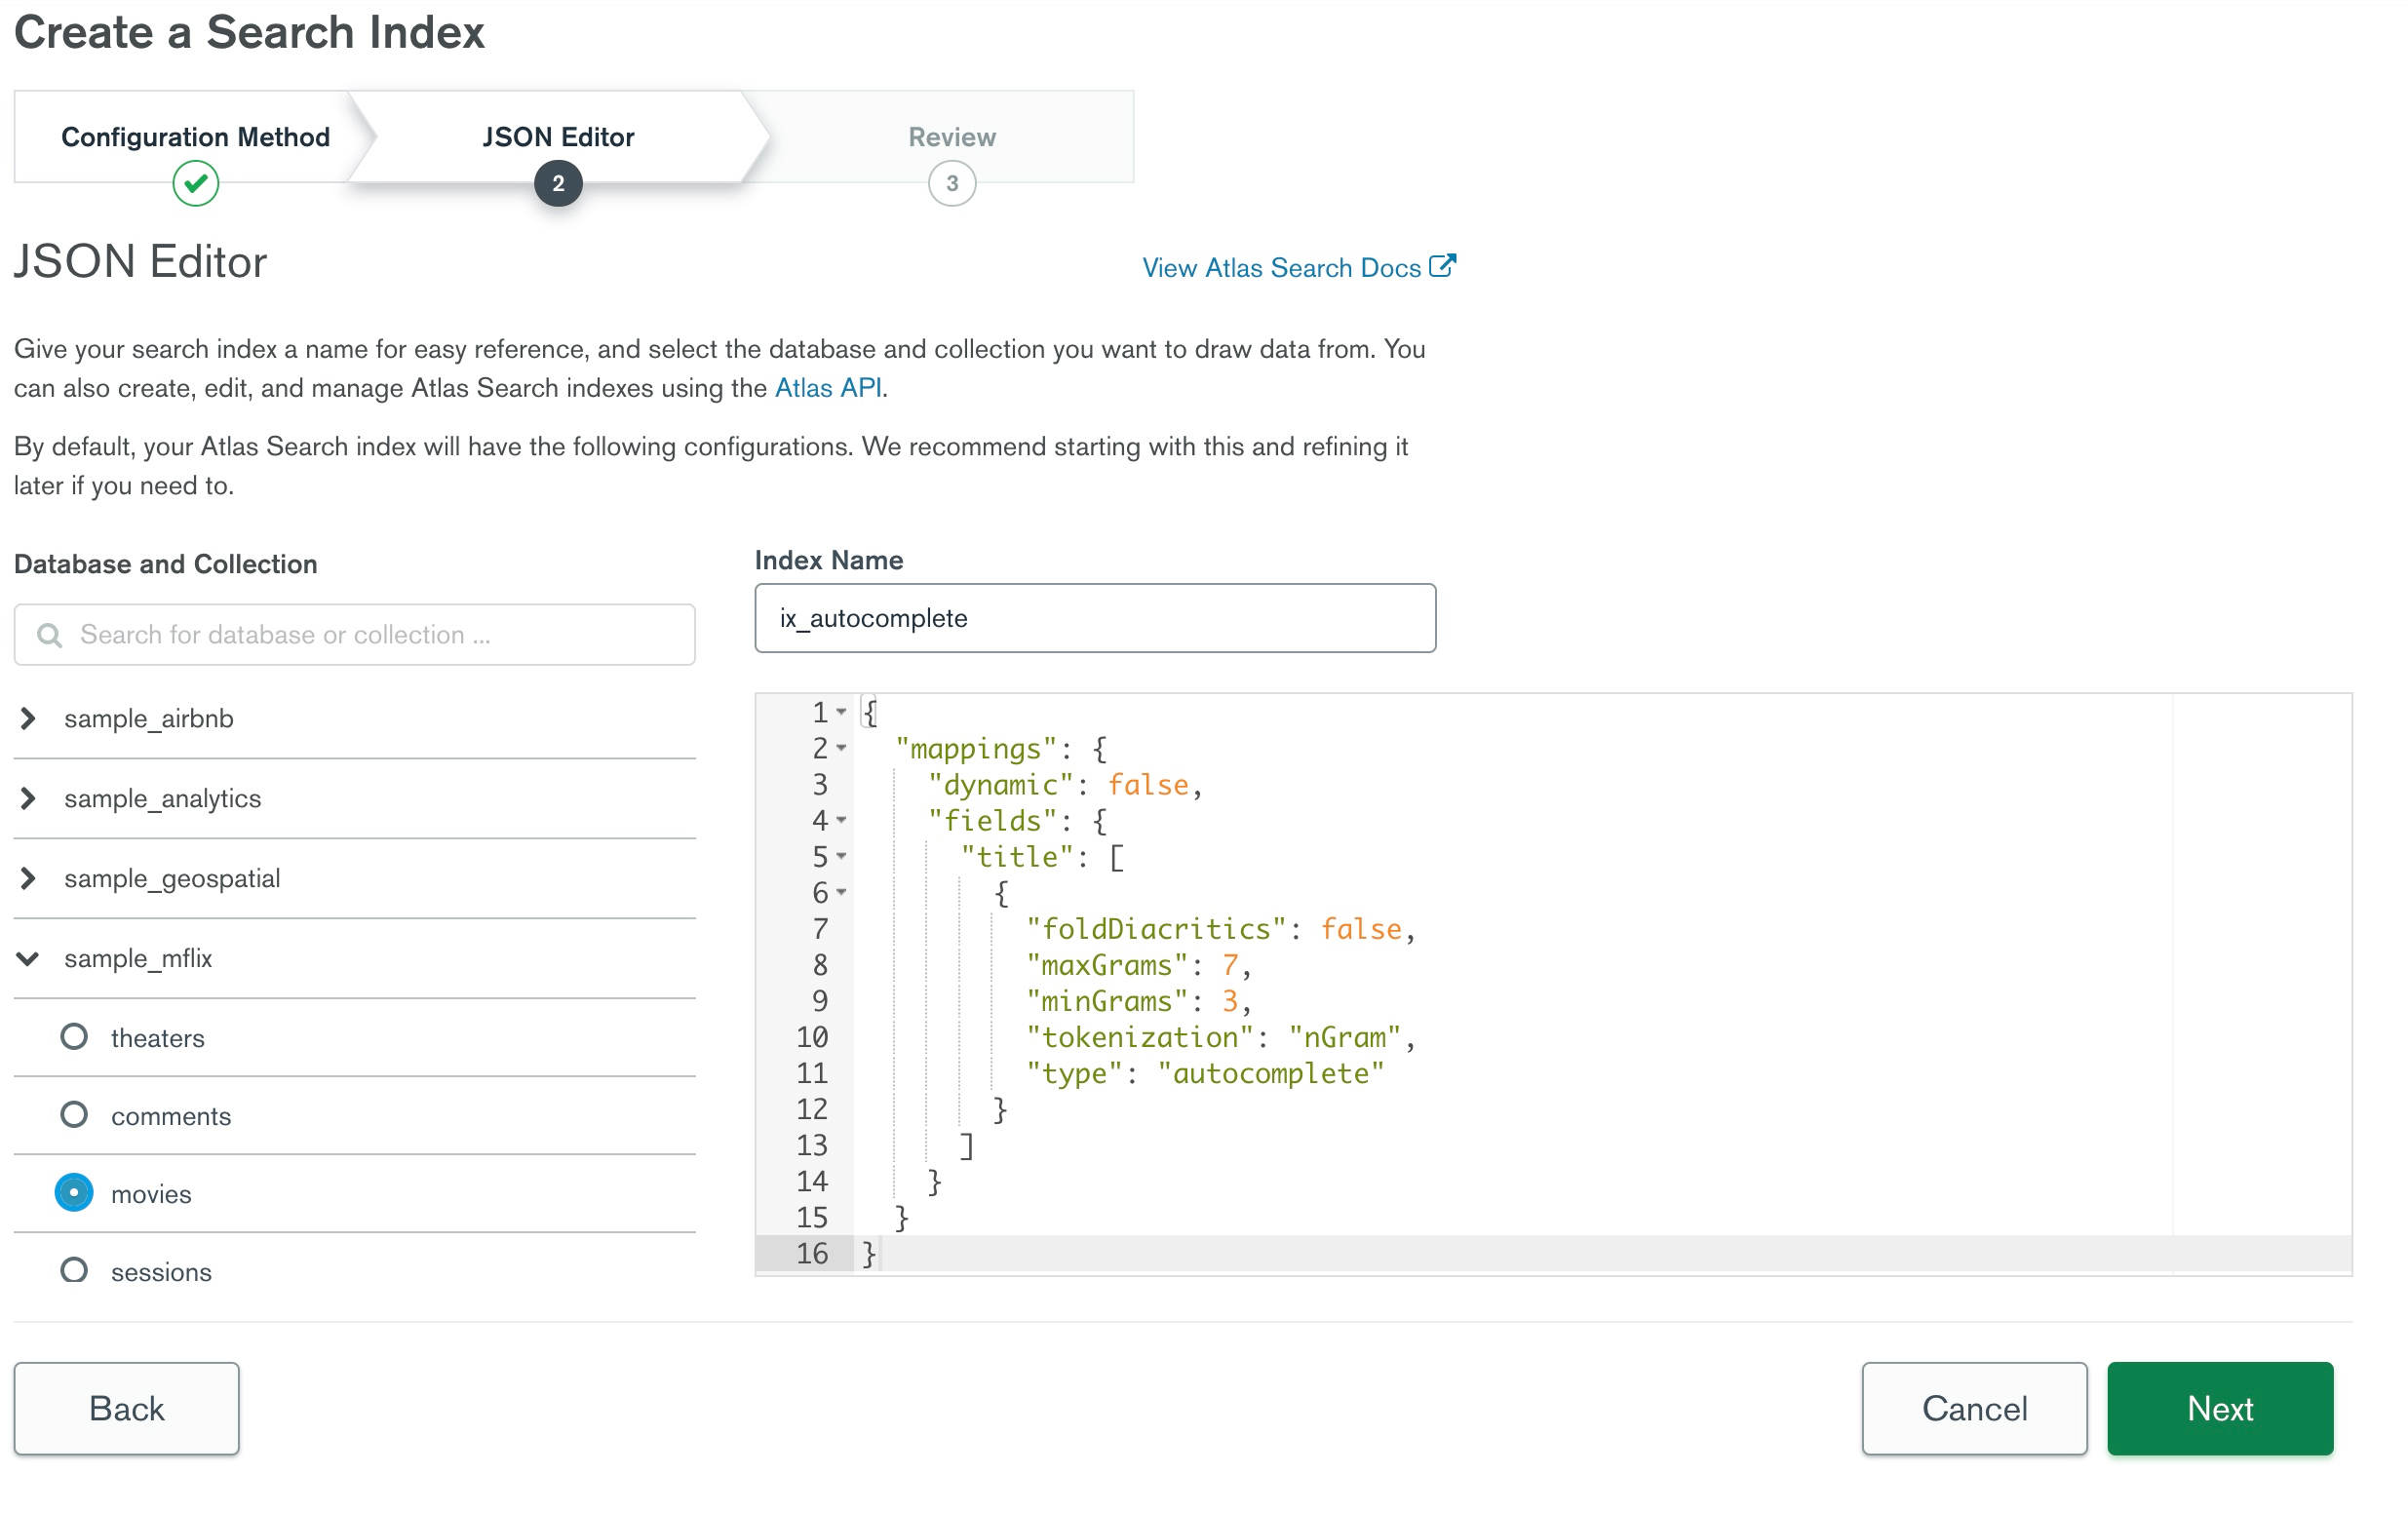 Create a Search Index
Configuration Method
JSON Editor
Review
2
3
JSON Editor
View Atlas Search Docs
Give your search index a name for easy reference, and select the database and collection you want to draw data from. You
can also create, edit, and manage Atlas Search indexes using the Atlas API.
By default, your Atlas Search index will have the following configurations. We recommend starting with this and refining it
later if you need to.
Database and Collection
Search for database or collection ...
sample_airbnb
sample_analytics
sample_geospatial
sample_mflix
theaters
comments
movies
sessions
Index Name
ix_autocomplete
1 {
2 "mappings": {
3 "dynamic": false,
4 "fields": {
5 "title": [
6 {
7 "foldDiacritics": false,
8 "maxGrams": 7,
9 "minGrams": 3,
10 "tokenization": "nGram",
11 "type": "autocomplete"
12 }
13 ]
14 }
15 }
16 }
Back
Cancel
Next